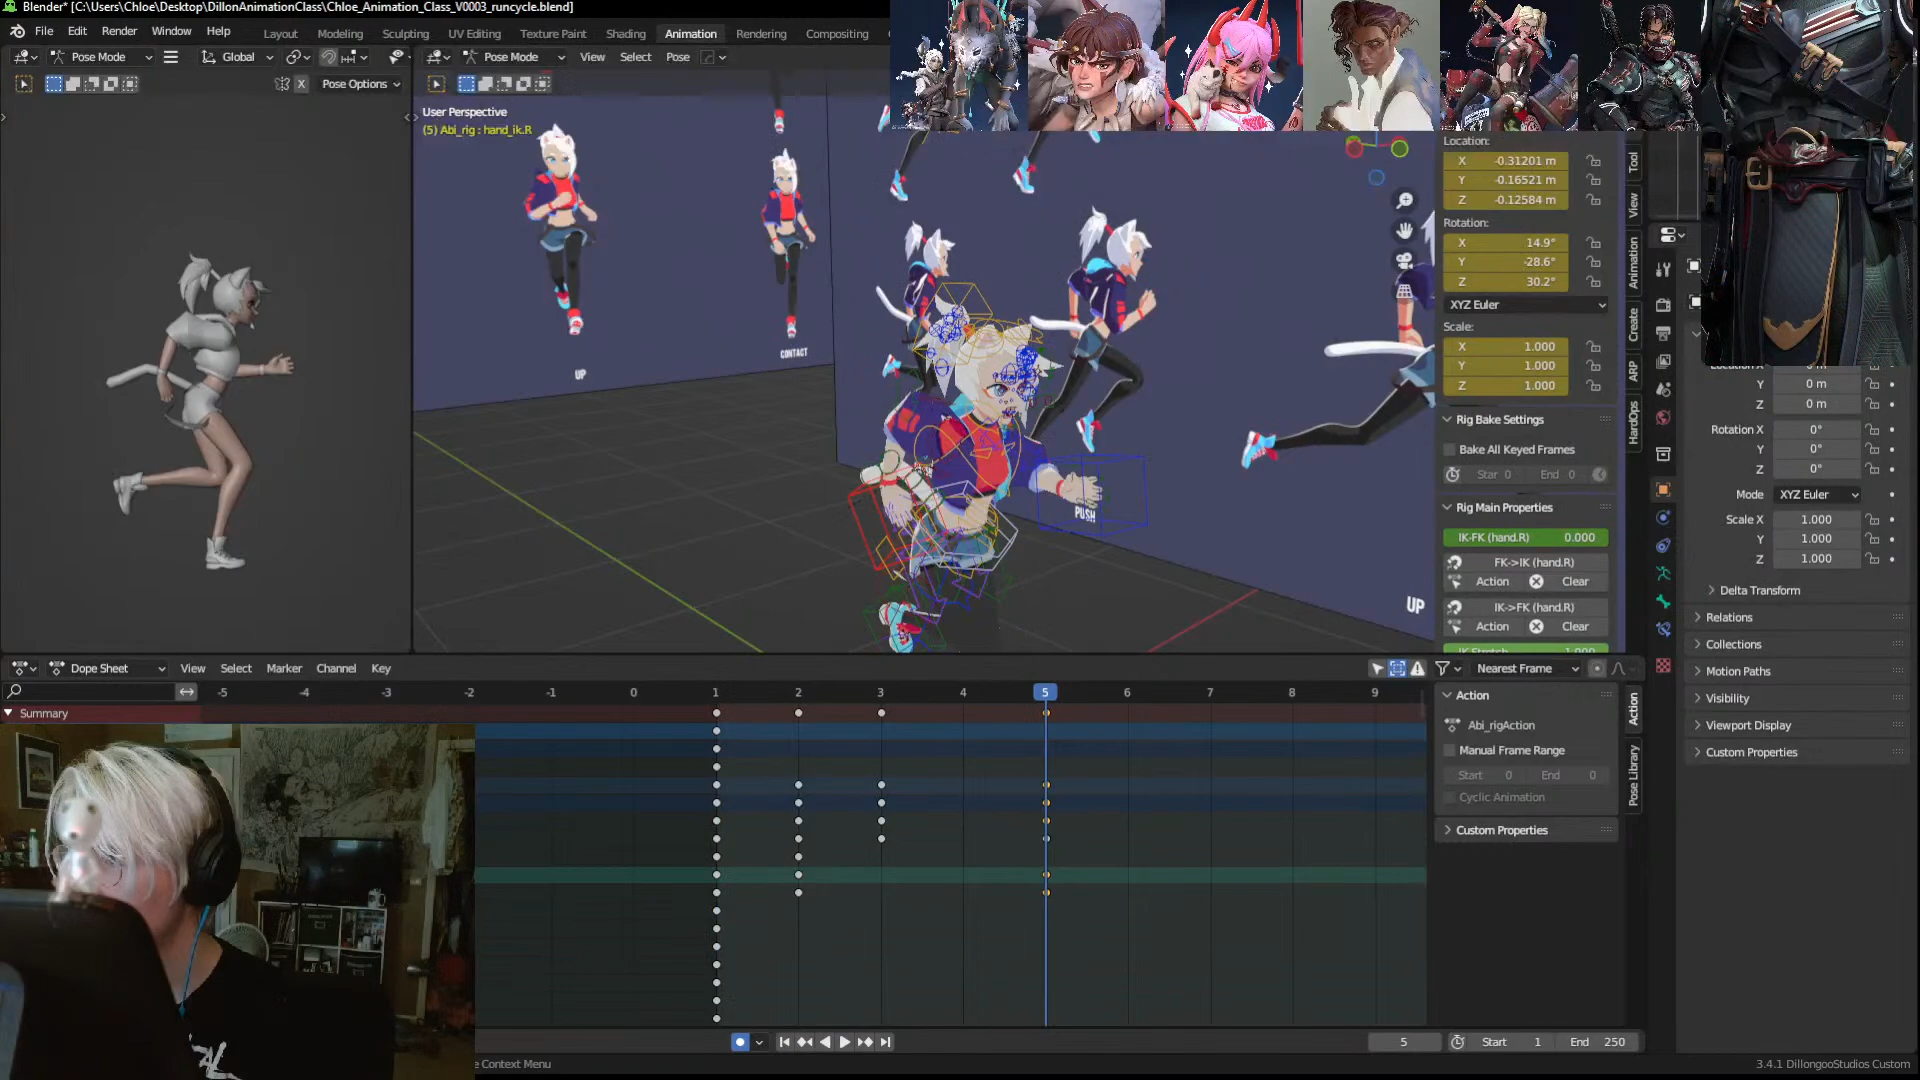 Blender* [C:\Users\Chloe\Desktop\DillonAnimationClass\Chloe_Animation_Class_V0003_runcycle.blend]
File Edit Render Window Help
Layout Modeling Sculpting UV Editing Texture Paint Shading Animation Rendering Compositing
Pose Mode Global
Pose Mode View Select Pose
X Pose Options
User Perspective
(5) Abi_rig : hand_ik.R
UP
CONTACT
PUSH
UP
Location:
X -0.31201 m
Y -0.16521 m
Z -0.12584 m
Rotation:
X 14.9°
Y -28.6°
Z 30.2°
XYZ Euler
Scale:
X 1.000
Y 1.000
Z 1.000
Rig Bake Settings
Bake All Keyed Frames
Star 0 End 0
Rig Main Properties
IK-FK (hand.R) 0.000
FK->IK (hand.R)
Action Clear
IK->FK (hand.R)
Action Clear
IK Stretch 1.000
Tool
View
Animation
Create
ARP
HardOps
Y 0 m
Z 0 m
Rotation X 0°
Y 0°
Z 0°
Mode XYZ Euler
Scale X 1.000
Y 1.000
Z 1.000
Delta Transform
Relations
Collections
Motion Paths
Visibility
Viewport Display
Custom Properties
Dope Sheet View Select Marker Channel Key
Nearest Frame
-5 -4 -3 -2 -1 0 1 2 3 4 5 6 7 8 9
Summary
Action
Abi_rigAction
Manual Frame Range
Start 0 End 0
Cyclic Animation
Custom Properties
Action
Pose Library
5 Start 1 End 250
e Context Menu
3.4.1 DillongooStudios Custom